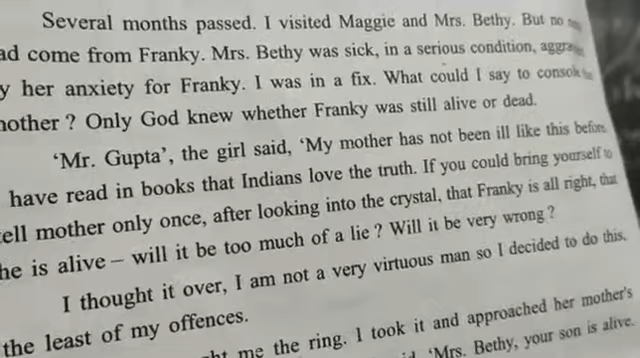 Several months passed. I visited Maggie and Mrs. Bethy. But no
ad come from Franky. Mrs. Bethy was sick, in a serious condition,
y her anxiety for Franky. I was in a fix. What could I say to
nother ? Only God knew whether Franky was still alive or dead.
‘Mr. Gupta’, the girl said, ‘My mother has not been ill like this before.
have read in books that Indians love the truth. If you could bring yourself to
ell mother only once, after looking into the crystal, that Franky is all right, that
he is alive – will it be too much of a lie ? Will it be very wrong ?
I thought it over, I am not a very virtuous man so I decided to do this.
the least of my offences.
me the ring. I took it and approached her mother's
‘Mrs. Bethy, your son is alive.